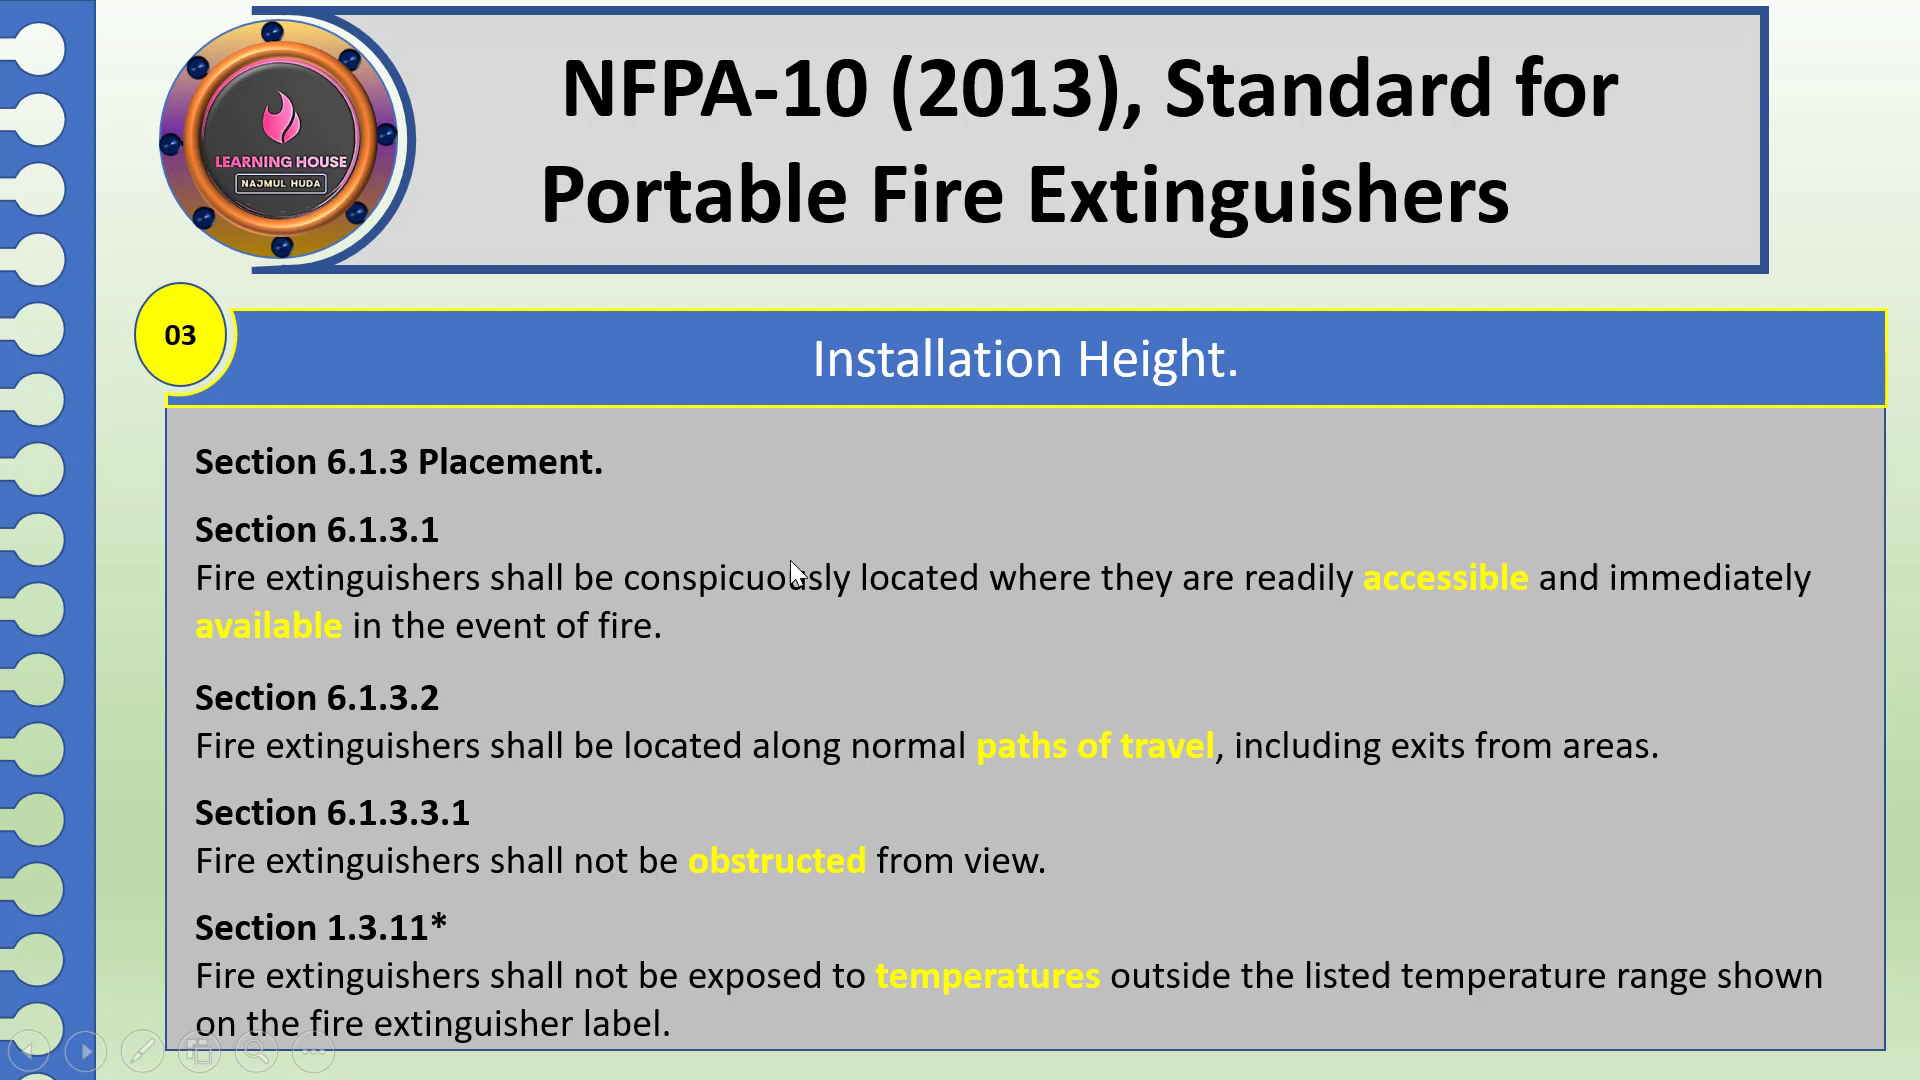 NFPA-10 (2013), Standard for
Portable Fire Extinguishers
LEARNING HOUSE
NAJMUL HUDA
03
Installation Height.
Section 6.1.3 Placement.
Section 6.1.3.1
Fire extinguishers shall be conspicuously located where they are readily accessible and immediately
available in the event of fire.
Section 6.1.3.2
Fire extinguishers shall be located along normal paths of travel, including exits from areas.
Section 6.1.3.3.1
Fire extinguishers shall not be obstructed from view.
Section 1.3.11*
Fire extinguishers shall not be exposed to temperatures outside the listed temperature range shown
on the fire extinguisher label.